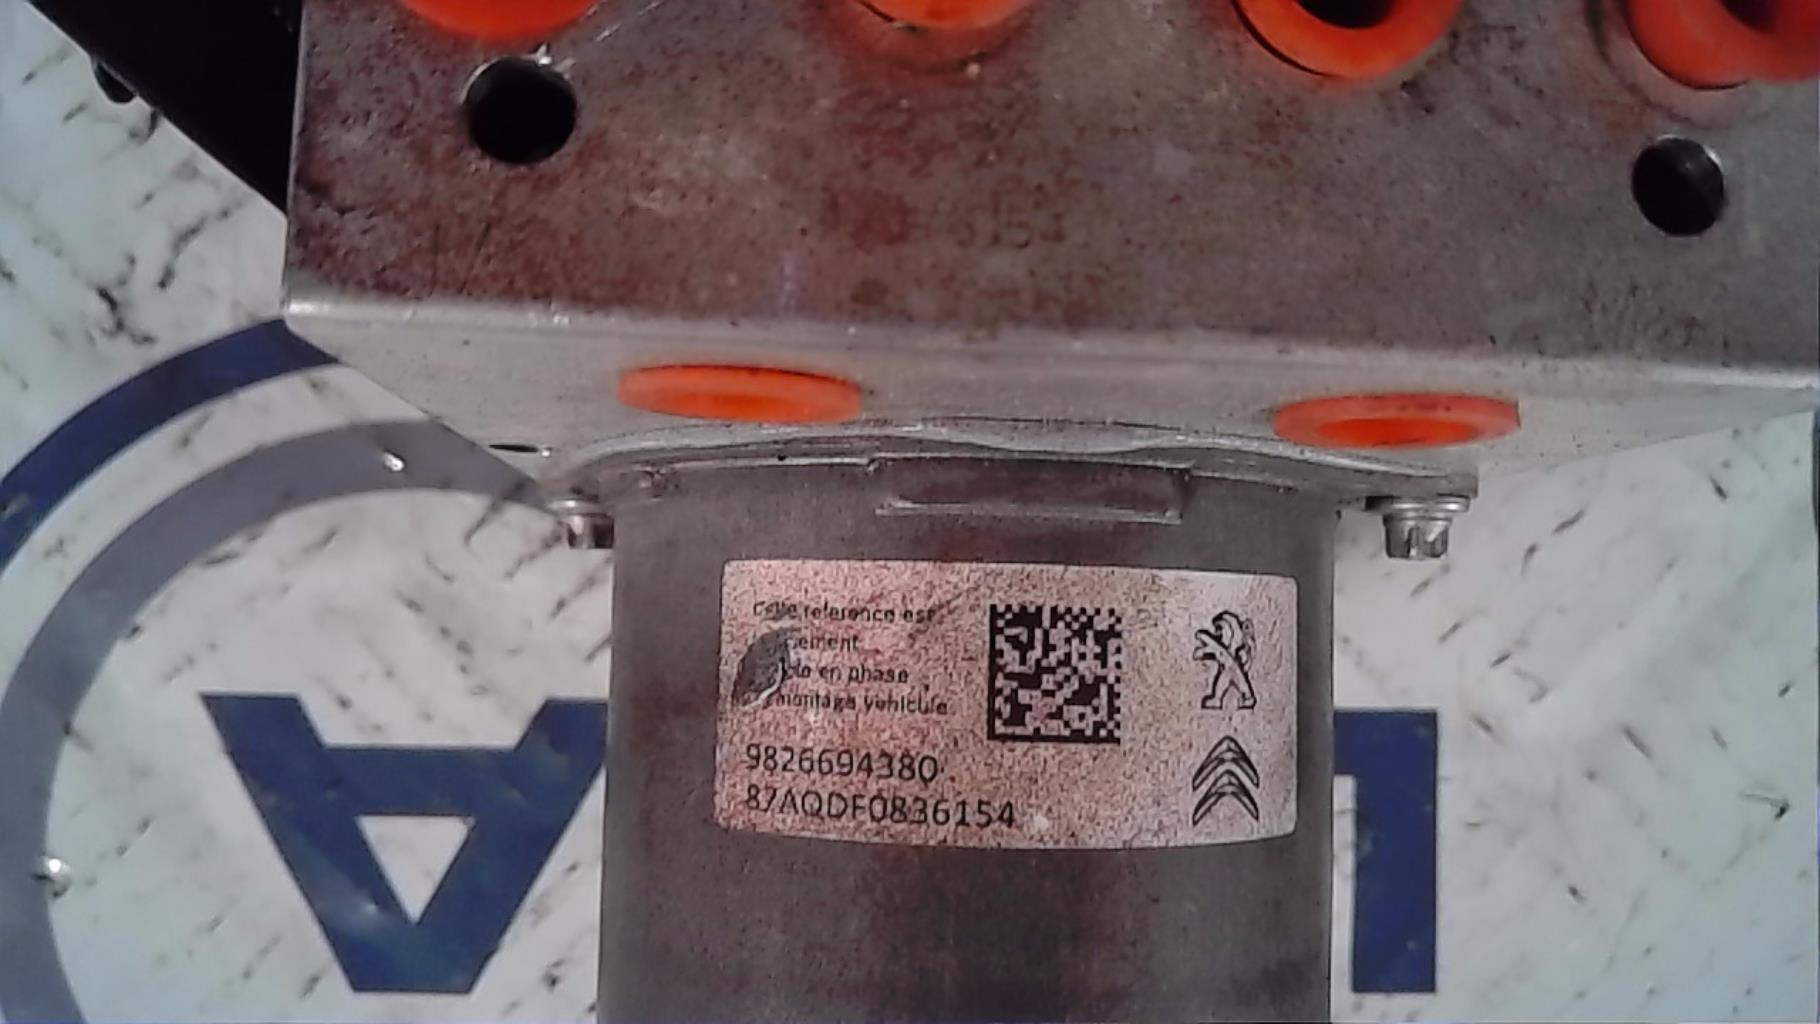 Cette reference est
en phase
montage vehicule
9826694380
87AQDF0836154